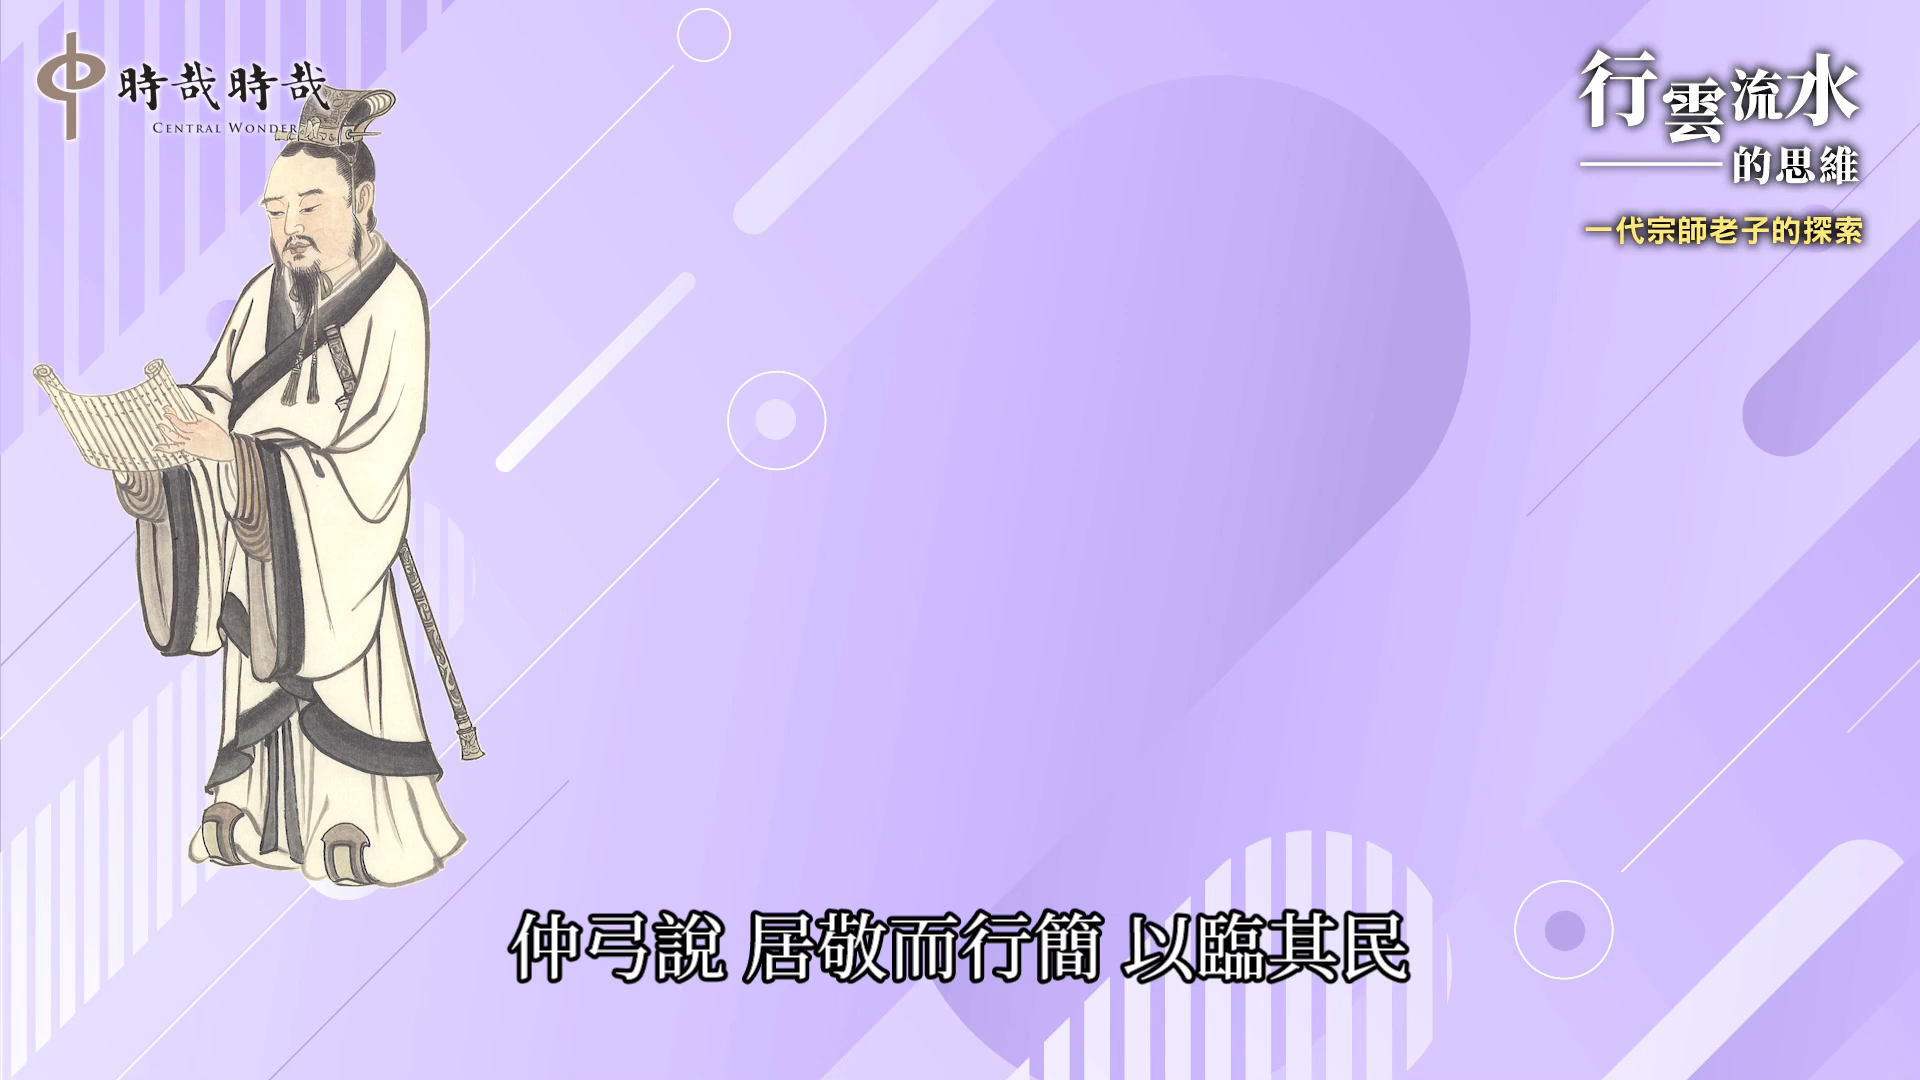 時哉時哉
CENTRAL WONDER
行雲流水
的思維
一代宗師老子的探索
仲弓說 居敬而行簡 以臨其民